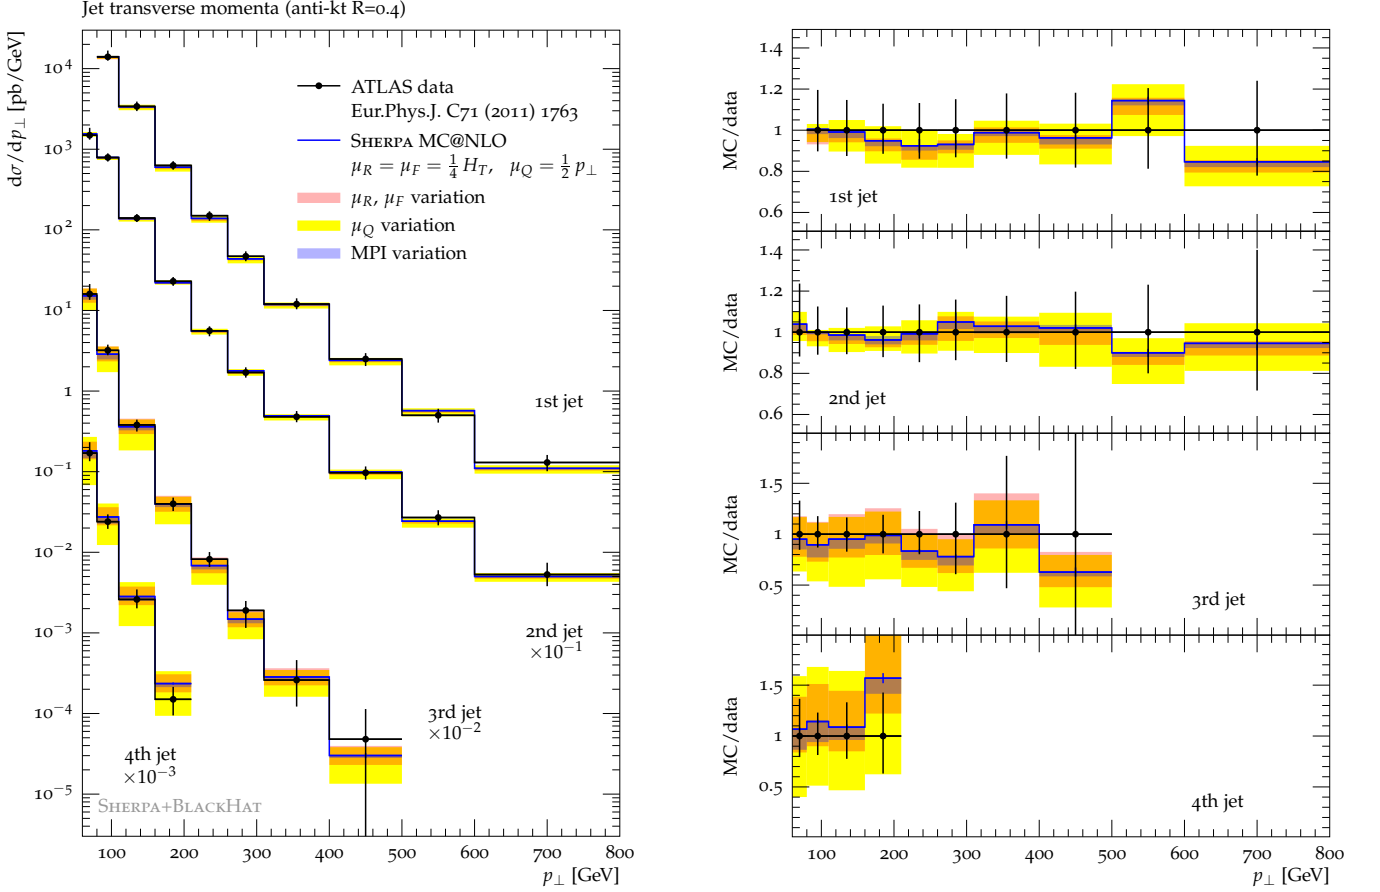 Jet transverse momenta (anti-kt R=0.4)
dσ/dp⊥ [pb/GeV]
10^4
10^3
10^2
10^1
1
10^−1
10^−2
10^−3
10^−4
10^−5
ATLAS data
Eur.Phys.J. C71 (2011) 1763
SHERPA MC@NLO
μR = μF = 1/4 HT, μQ = 1/2 p⊥
μR, μF variation
μQ variation
MPI variation
1st jet
2nd jet
×10^−1
3rd jet
×10^−2
4th jet
×10^−3
SHERPA+BLACKHAT
100 200 300 400 500 600 700 800
p⊥ [GeV]
MC/data
1.4
1.2
1
0.8
0.6
1st jet
MC/data
1.4
1.2
1
0.8
0.6
2nd jet
MC/data
1.5
1
0.5
3rd jet
MC/data
1.5
1
0.5
4th jet
100 200 300 400 500 600 700 800
p⊥ [GeV]